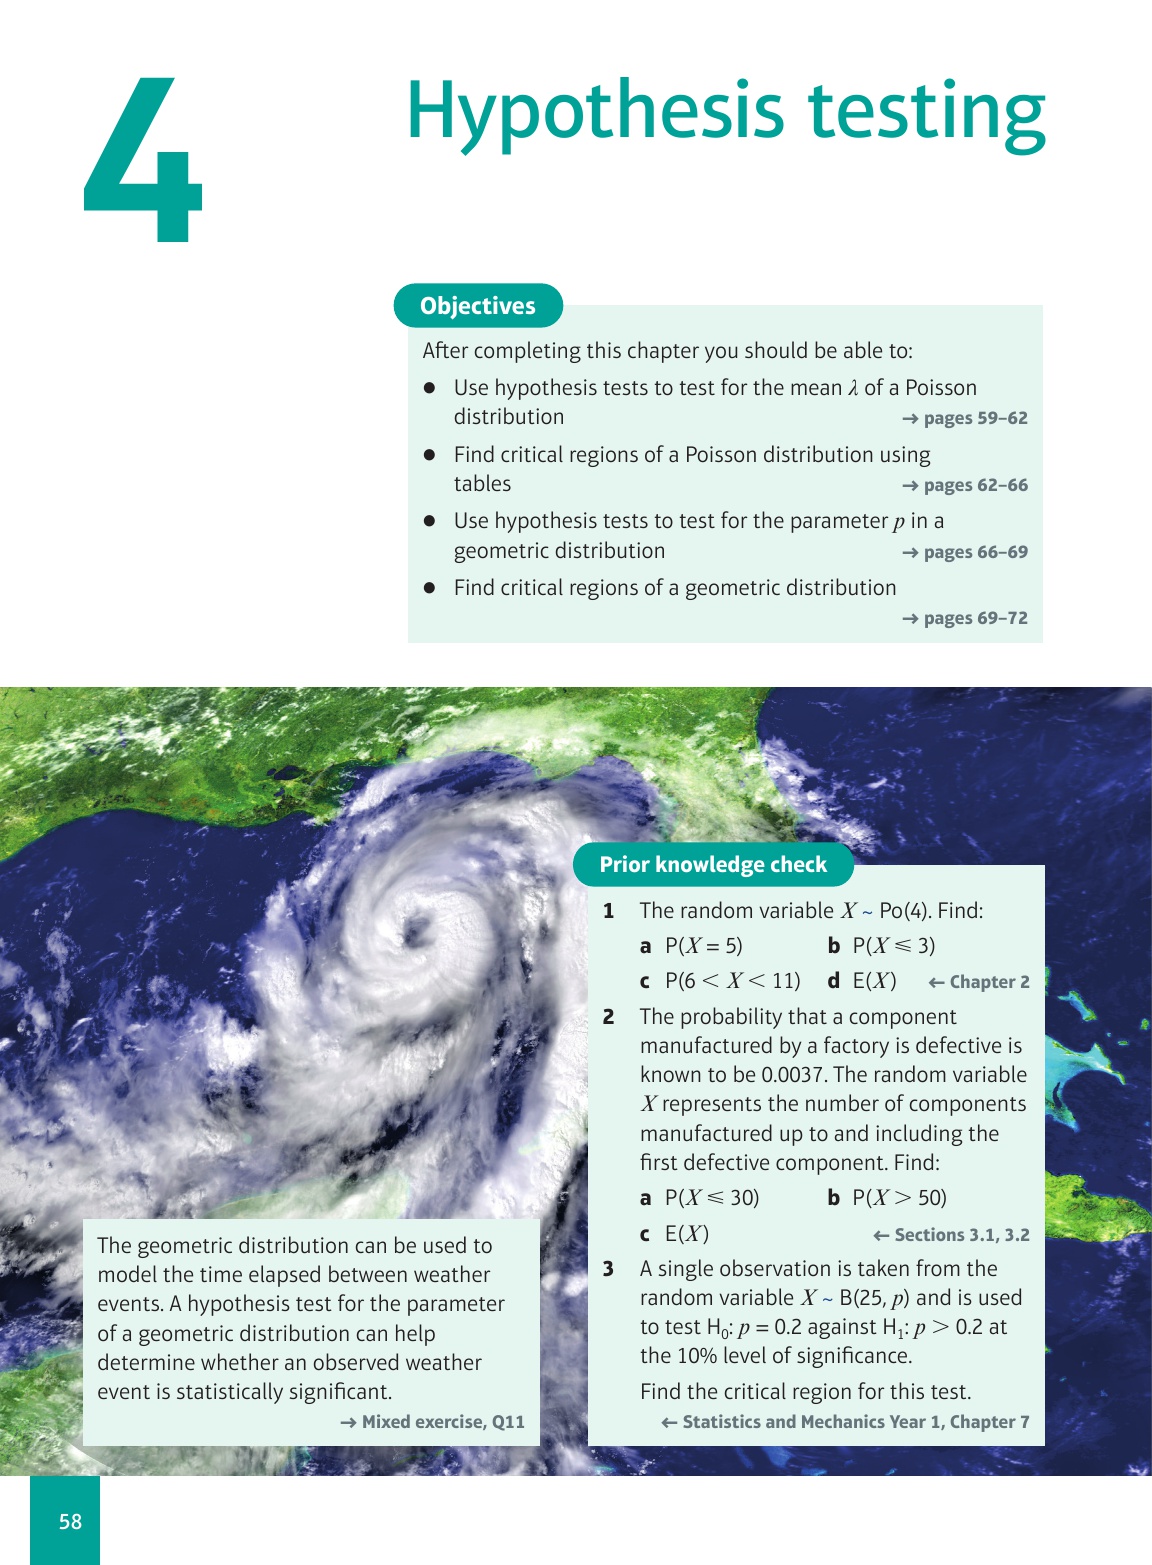 4
Hypothesis testing
Objectives
After completing this chapter you should be able to:
● Use hypothesis tests to test for the mean λ of a Poisson
distribution → pages 59–62
● Find critical regions of a Poisson distribution using
tables → pages 62–66
● Use hypothesis tests to test for the parameter p in a
geometric distribution → pages 66–69
● Find critical regions of a geometric distribution
→ pages 69–72
Prior knowledge check
1 The random variable X ~ Po(4). Find:
a P(X = 5) b P(X ⩽ 3)
c P(6 < X < 11) d E(X) ← Chapter 2
2 The probability that a component
manufactured by a factory is defective is
known to be 0.0037. The random variable
X represents the number of components
manufactured up to and including the
first defective component. Find:
a P(X ⩽ 30) b P(X > 50)
c E(X) ← Sections 3.1, 3.2
3 A single observation is taken from the
random variable X ~ B(25, p) and is used
to test H₀: p = 0.2 against H₁: p > 0.2 at
the 10% level of significance.
Find the critical region for this test.
← Statistics and Mechanics Year 1, Chapter 7
The geometric distribution can be used to
model the time elapsed between weather
events. A hypothesis test for the parameter
of a geometric distribution can help
determine whether an observed weather
event is statistically significant.
→ Mixed exercise, Q11
58